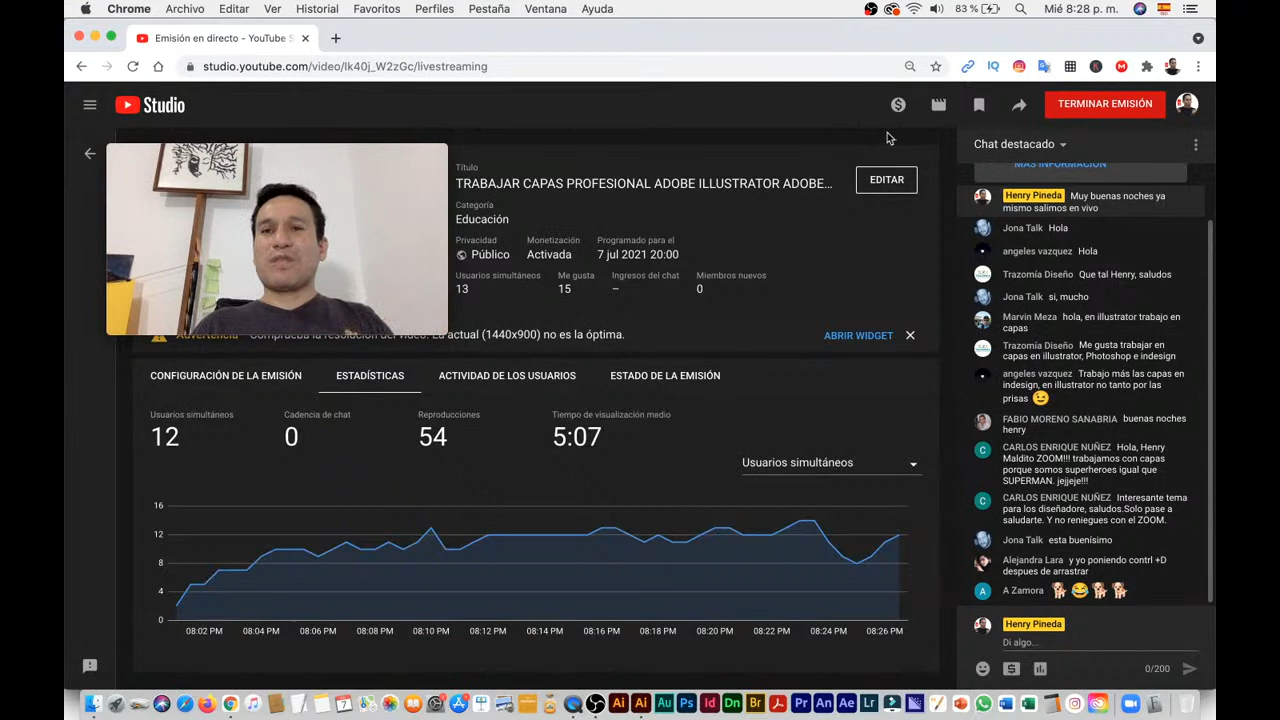 Chrome Archivo Editar Ver Historial Favoritos Perfiles Pestaña Ventana Ayuda 83 % Mié 8:28 p. m.
Emisión en directo - YouTube S
studio.youtube.com/video/Ik40j_W2zGc/livestreaming
Studio
TERMINAR EMISIÓN
Chat destacado
MÁS INFORMACIÓN
Título
TRABAJAR CAPAS PROFESIONAL ADOBE ILLUSTRATOR ADOBE...
EDITAR
Categoría
Educación
Privacidad Monetización Programado para el
Público Activada 7 jul 2021 20:00
Usuarios simultáneos Me gusta Ingresos del chat Miembros nuevos
13 15 – 0
Advertencia Comprueba la resolución del vídeo. La actual (1440x900) no es la óptima.
ABRIR WIDGET
CONFIGURACIÓN DE LA EMISIÓN ESTADÍSTICAS ACTIVIDAD DE LOS USUARIOS ESTADO DE LA EMISIÓN
Usuarios simultáneos Cadencia de chat Reproducciones Tiempo de visualización medio
12 0 54 5:07
Usuarios simultáneos
16
12
8
4
0
08:02 PM 08:04 PM 08:06 PM 08:08 PM 08:10 PM 08:12 PM 08:14 PM 08:16 PM 08:18 PM 08:20 PM 08:22 PM 08:24 PM 08:26 PM
Henry Pineda Muy buenas noches ya
mismo salimos en vivo
Jona Talk Hola
angeles vazquez Hola
Trazomía Diseño Que tal Henry, saludos
Jona Talk si, mucho
Marvin Meza hola, en illustrator trabajo en
capas
Trazomía Diseño Me gusta trabajar en
capas en illustrator, Photoshop e indesign
angeles vazquez Trabajo más las capas en
indesign, en illustrator no tanto por las
prisas 😉
FABIO MORENO SANABRIA buenas noches
henry
CARLOS ENRIQUE NUÑEZ Hola, Henry
Maldito ZOOM!!! trabajamos con capas
porque somos superheroes igual que
SUPERMAN. jejjeje!!!
CARLOS ENRIQUE NUÑEZ Interesante tema
para los diseñadore, saludos.Solo pase a
saludarte. Y no reniegues con el ZOOM.
Jona Talk esta buenísimo
Alejandra Lara y yo poniendo contrl +D
despues de arrastrar
A Zamora 🐕😂🐕🐕
Henry Pineda
Di algo...
0/200